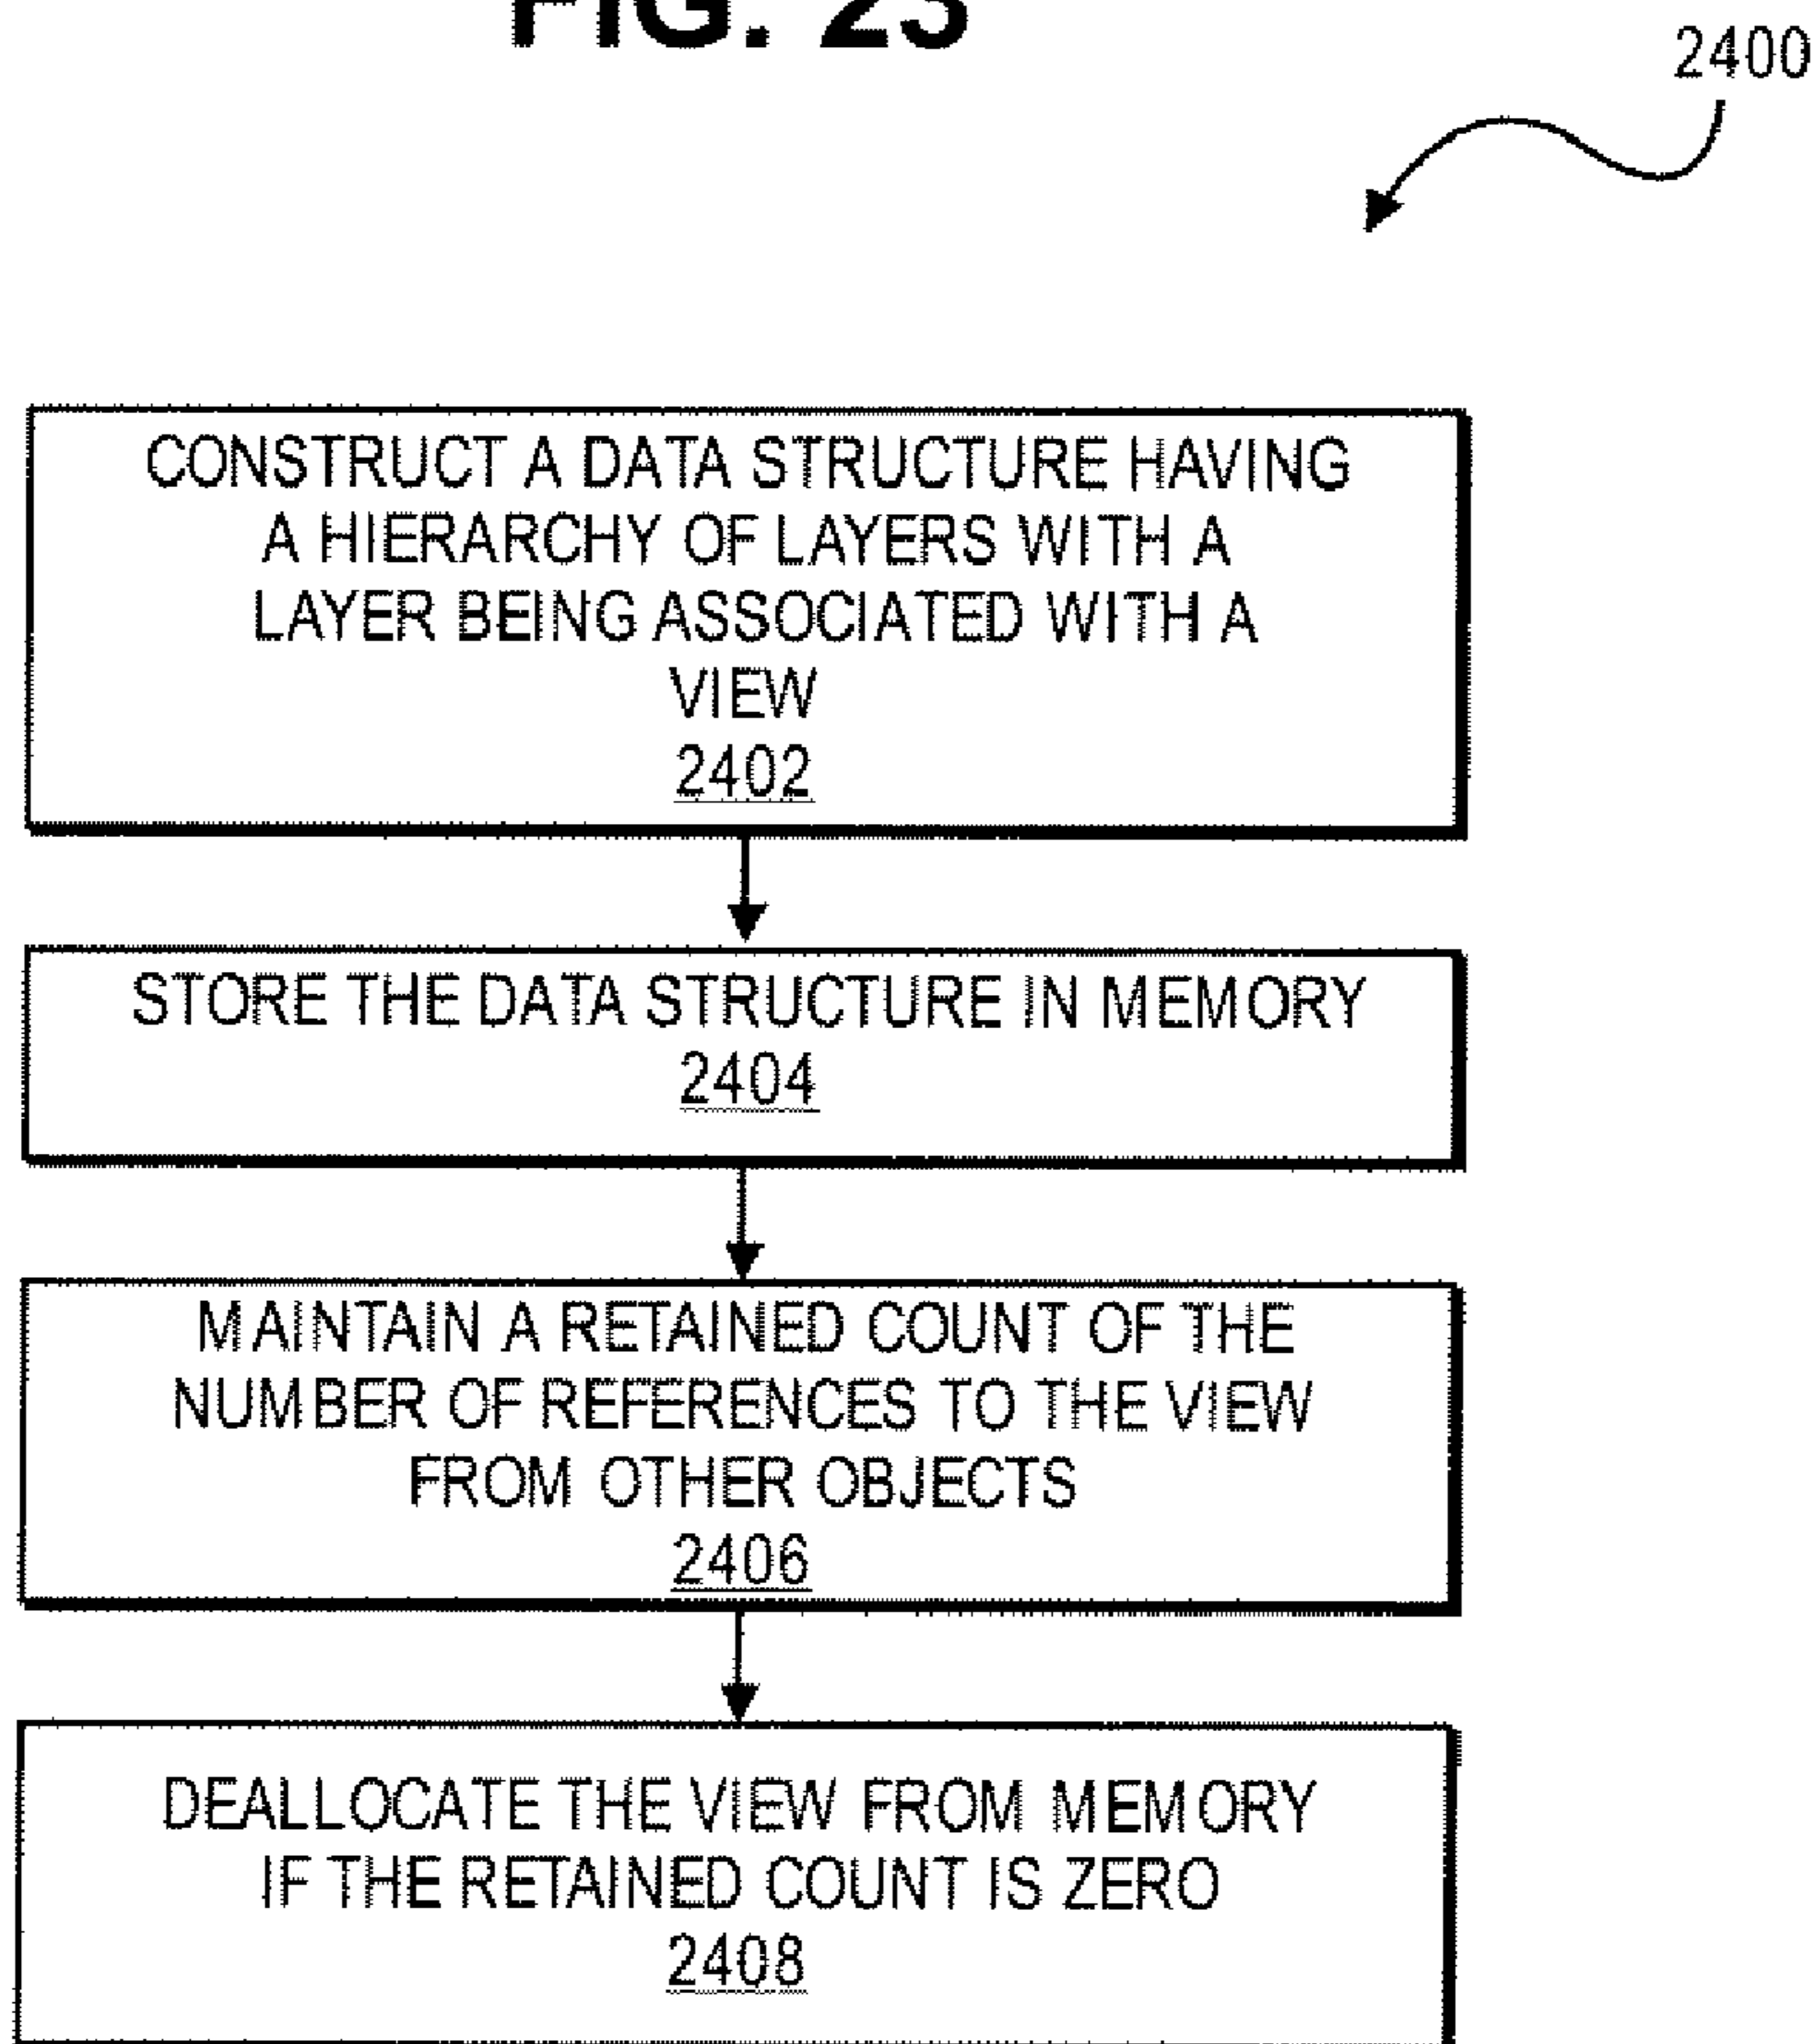 FIG. 23
2400
CONSTRUCT A DATA STRUCTURE HAVING
A HIERARCHY OF LAYERS WITH A
LAYER BEING ASSOCIATED WITH A
VIEW
2402
STORE THE DATA STRUCTURE IN MEMORY
2404
MAINTAIN A RETAINED COUNT OF THE
NUMBER OF REFERENCES TO THE VIEW
FROM OTHER OBJECTS
2406
DEALLOCATE THE VIEW FROM MEMORY
IF THE RETAINED COUNT IS ZERO
2408